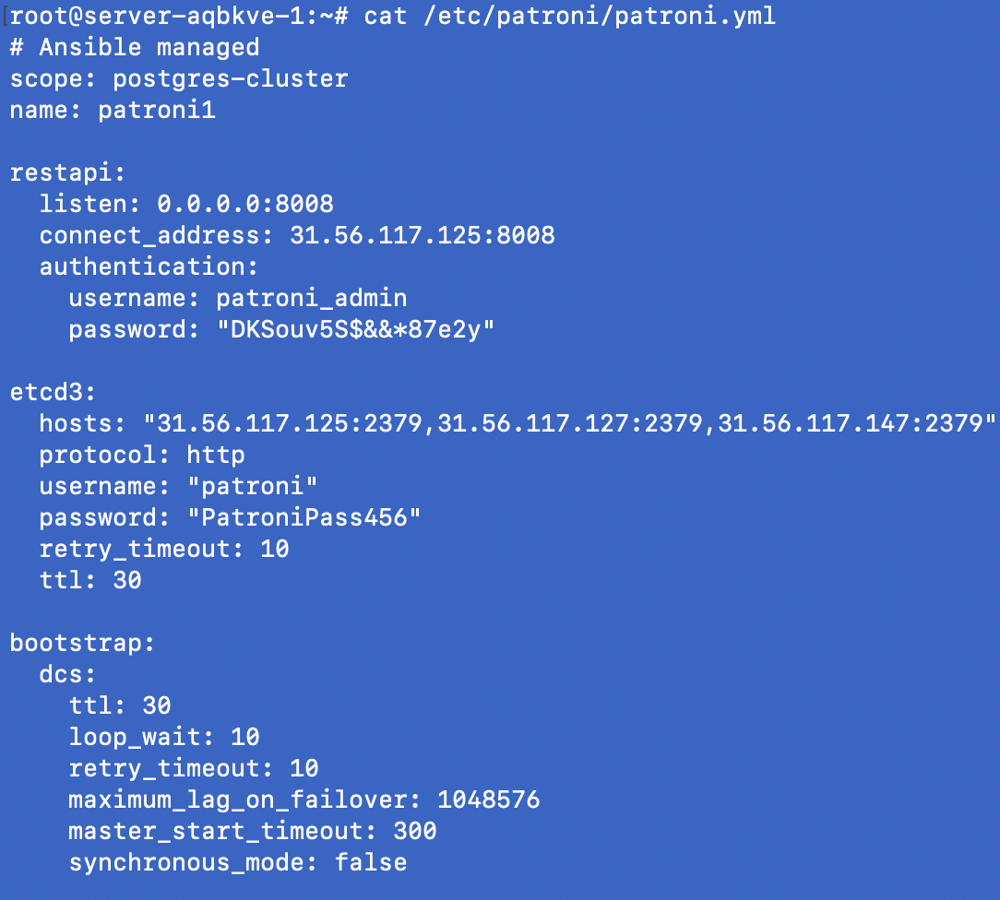 [root@server-aqbkve-1:~# cat /etc/patroni/patroni.yml
# Ansible managed
scope: postgres-cluster
name: patroni1

restapi:
  listen: 0.0.0.0:8008
  connect_address: 31.56.117.125:8008
  authentication:
    username: patroni_admin
    password: "DKSouv5S$&&*87e2y"

etcd3:
  hosts: "31.56.117.125:2379,31.56.117.127:2379,31.56.117.147:2379"
  protocol: http
  username: "patroni"
  password: "PatroniPass456"
  retry_timeout: 10
  ttl: 30

bootstrap:
  dcs:
    ttl: 30
    loop_wait: 10
    retry_timeout: 10
    maximum_lag_on_failover: 1048576
    master_start_timeout: 300
    synchronous_mode: false